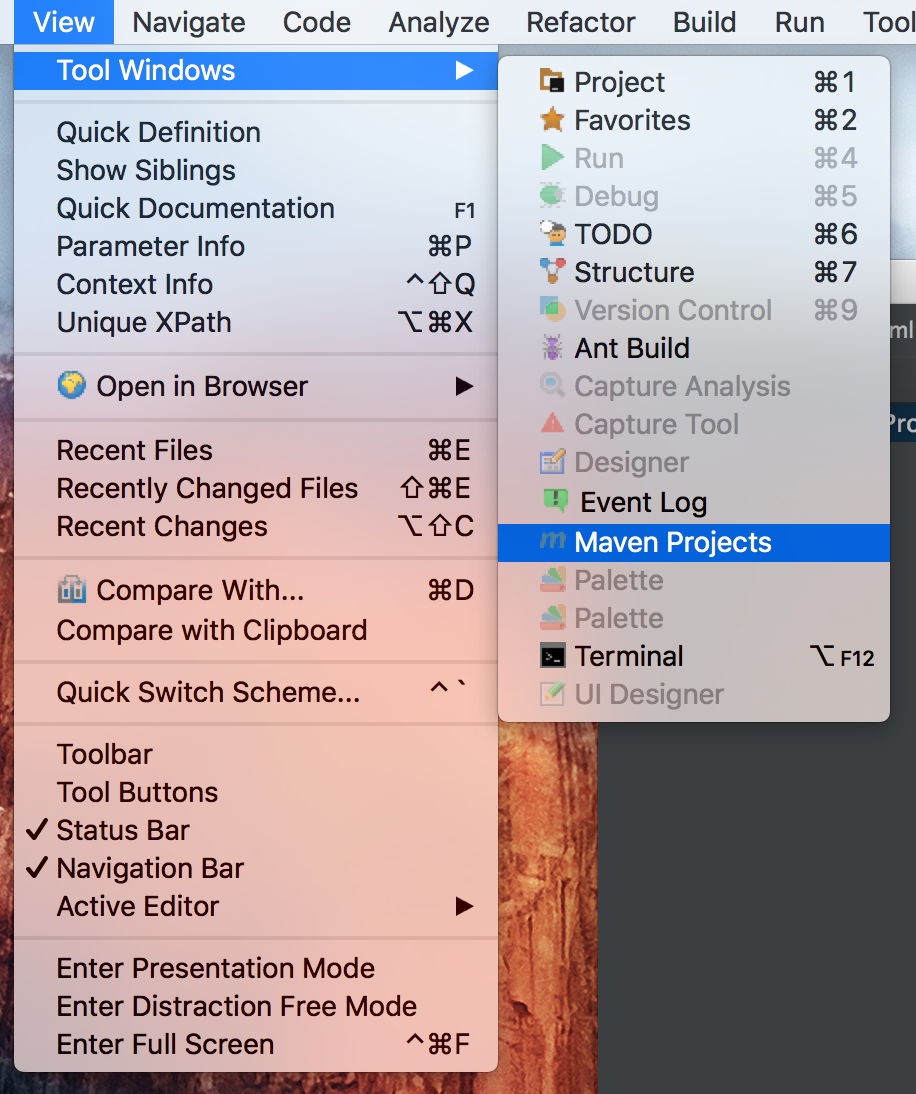 View Navigate Code Analyze Refactor Build Run Tool
Tool Windows ▶
Quick Definition
Show Siblings
Quick Documentation F1
Parameter Info ⌘P
Context Info ^⇧Q
Unique XPath ⌥⌘X
Open in Browser ▶
Recent Files ⌘E
Recently Changed Files ⇧⌘E
Recent Changes ⌥⇧C
Compare With... ⌘D
Compare with Clipboard
Quick Switch Scheme... ^`
Toolbar
Tool Buttons
✓ Status Bar
✓ Navigation Bar
Active Editor ▶
Enter Presentation Mode
Enter Distraction Free Mode
Enter Full Screen ^⌘F
Project ⌘1
Favorites ⌘2
Run ⌘4
Debug ⌘5
TODO ⌘6
Structure ⌘7
Version Control ⌘9
Ant Build
Capture Analysis
Capture Tool
Designer
Event Log
Maven Projects
Palette
Palette
Terminal ⌥F12
UI Designer
ml
Pro